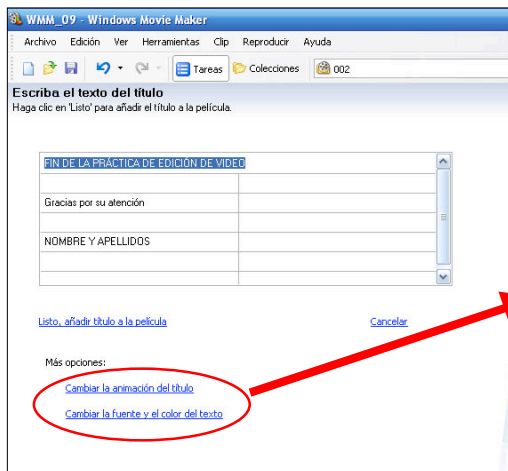 WMM_09 - Windows Movie Maker
Archivo Edición Ver Herramientas Clip Reproducir Ayuda
Tareas Colecciones 002
Escriba el texto del título
Haga clic en 'Listo' para añadir el título a la película.
FIN DE LA PRÁCTICA DE EDICIÓN DE VIDEO
Gracias por su atención
NOMBRE Y APELLIDOS
Listo, añadir título a la película Cancelar
Más opciones:
Cambiar la animación del título
Cambiar la fuente y el color del texto